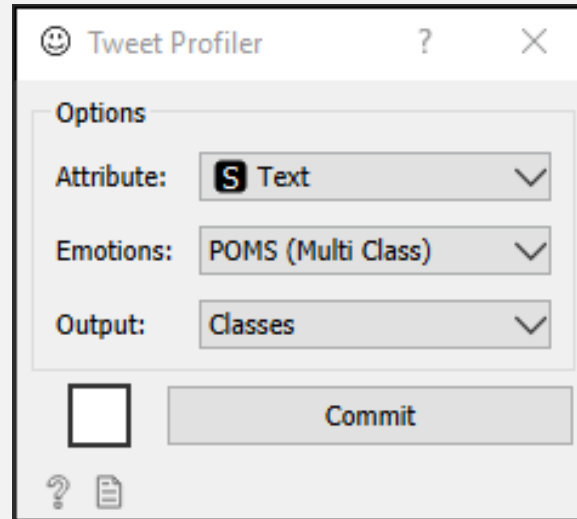 Tweet Profiler ? ×
Options
Attribute: S Text
Emotions: POMS (Multi Class)
Output: Classes
Commit
?